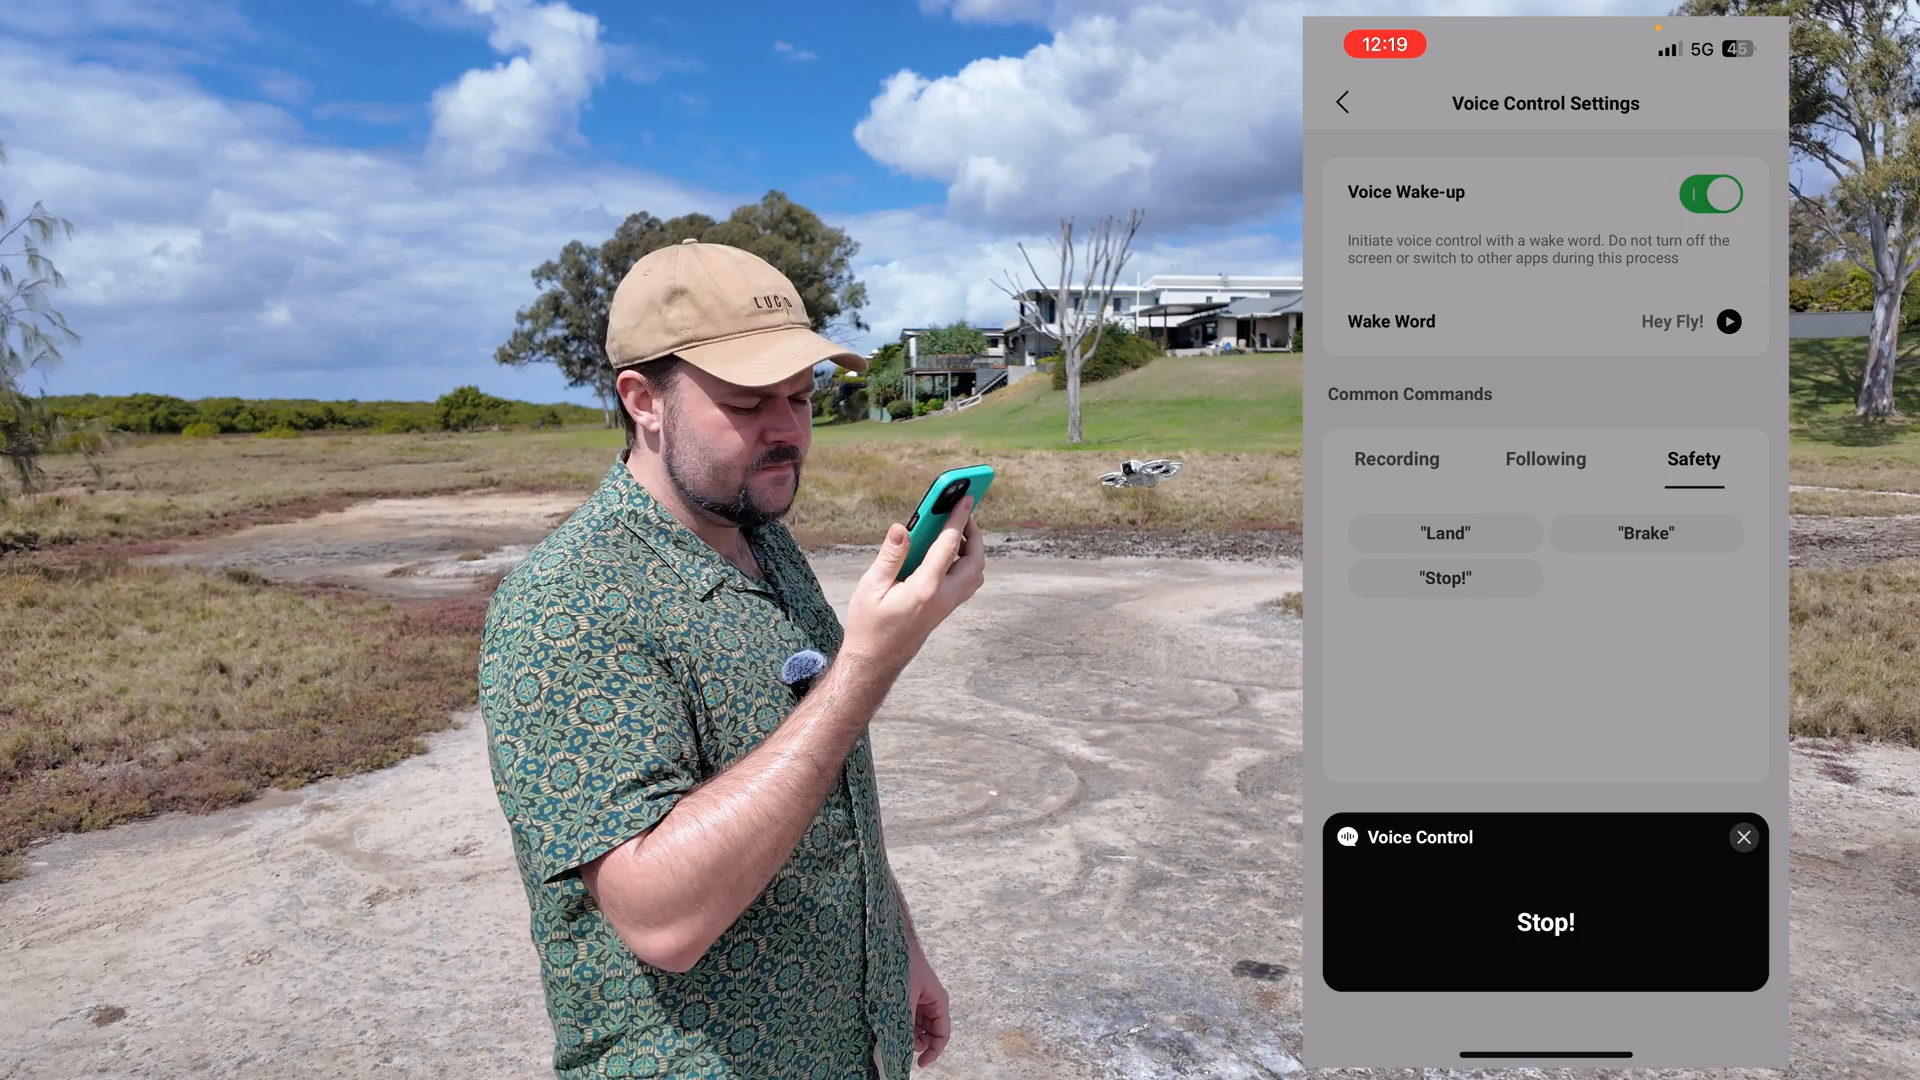 LUCID
12:19
5G 45
Voice Control Settings
Voice Wake-up
Initiate voice control with a wake word. Do not turn off the
screen or switch to other apps during this process
Wake Word Hey Fly!
Common Commands
Recording Following Safety
"Land" "Brake"
"Stop!"
Voice Control
Stop!